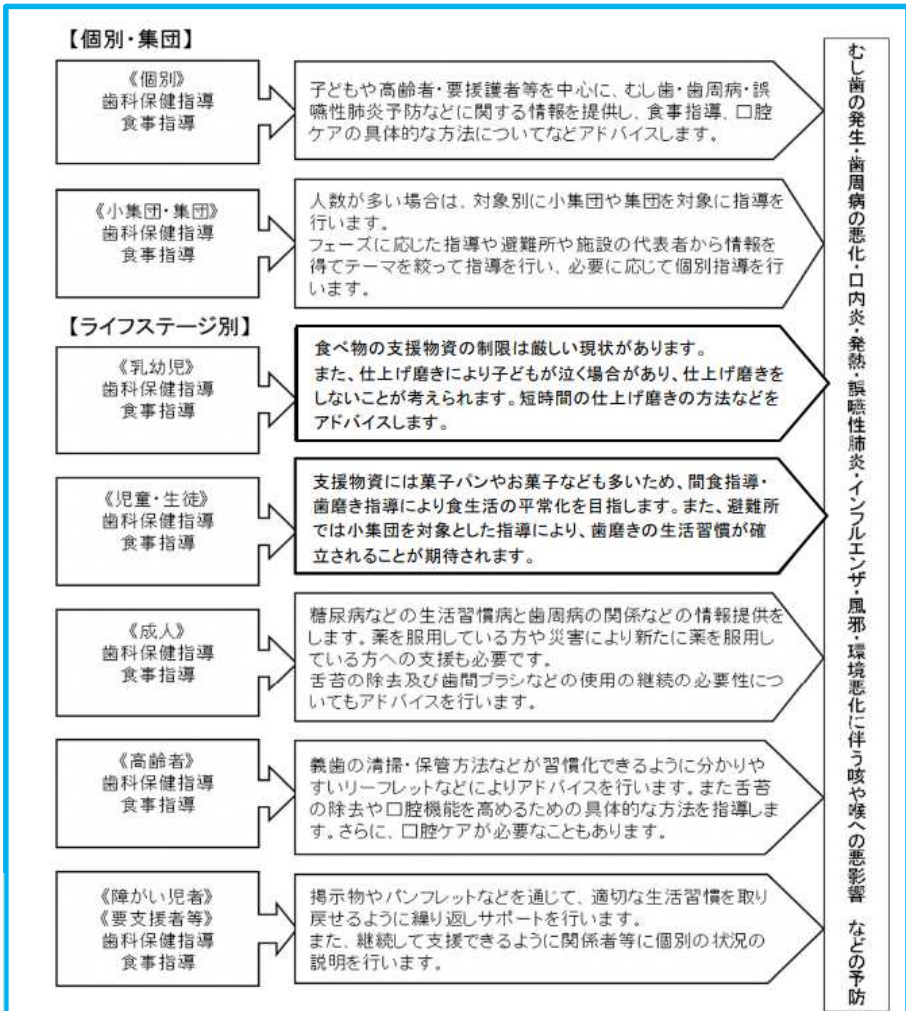 【個別・集団】
《個別》
歯科保健指導
食事指導
子どもや高齢者・要援護者等を中心に、むし歯・歯周病・誤
嚥性肺炎予防などに関する情報を提供し、食事指導、口腔
ケアの具体的な方法についてなどアドバイスします。
《小集団・集団》
歯科保健指導
食事指導
人数が多い場合は、対象別に小集団や集団を対象に指導を
行います。
フェーズに応じた指導や避難所や施設の代表者から情報を
得てテーマを絞って指導を行い、必要に応じて個別指導を行
います。
【ライフステージ別】
《乳幼児》
歯科保健指導
食事指導
食べ物の支援物資の制限は厳しい現状があります。
また、仕上げ磨きにより子どもが泣く場合があり、仕上げ磨きを
しないことが考えられます。短時間の仕上げ磨きの方法などを
アドバイスします。
《児童・生徒》
歯科保健指導
食事指導
支援物資には菓子パンやお菓子なども多いため、間食指導・
歯磨き指導により食生活の平常化を目指します。また、避難所
では小集団を対象とした指導により、歯磨きの生活習慣が確
立されることが期待されます。
《成人》
歯科保健指導
食事指導
糖尿病などの生活習慣病と歯周病の関係などの情報提供を
します。薬を服用している方や災害により新たに薬を服用し
ている方への支援も必要です。
舌苔の除去及び歯間ブラシなどの使用の継続の必要性につ
いてもアドバイスを行います。
《高齢者》
歯科保健指導
食事指導
義歯の清掃・保管方法などが習慣化できるように分かりや
すいリーフレットなどによりアドバイスを行います。また舌苔
の除去や口腔機能を高めるための具体的な方法を指導しま
す。さらに、口腔ケアが必要なこともあります。
《障がい児者》
《要支援者等》
歯科保健指導
食事指導
掲示物やパンフレットなどを通じて、適切な生活習慣を取り
戻せるように繰り返しサポートを行います。
また、継続して支援できるように関係者等に個別の状況の
説明を行います。
むし歯の発生・歯周病の悪化・口内炎・発熱・誤嚥性肺炎・インフルエンザ・風邪・環境悪化に伴う咳や喉への悪影響 などの予防